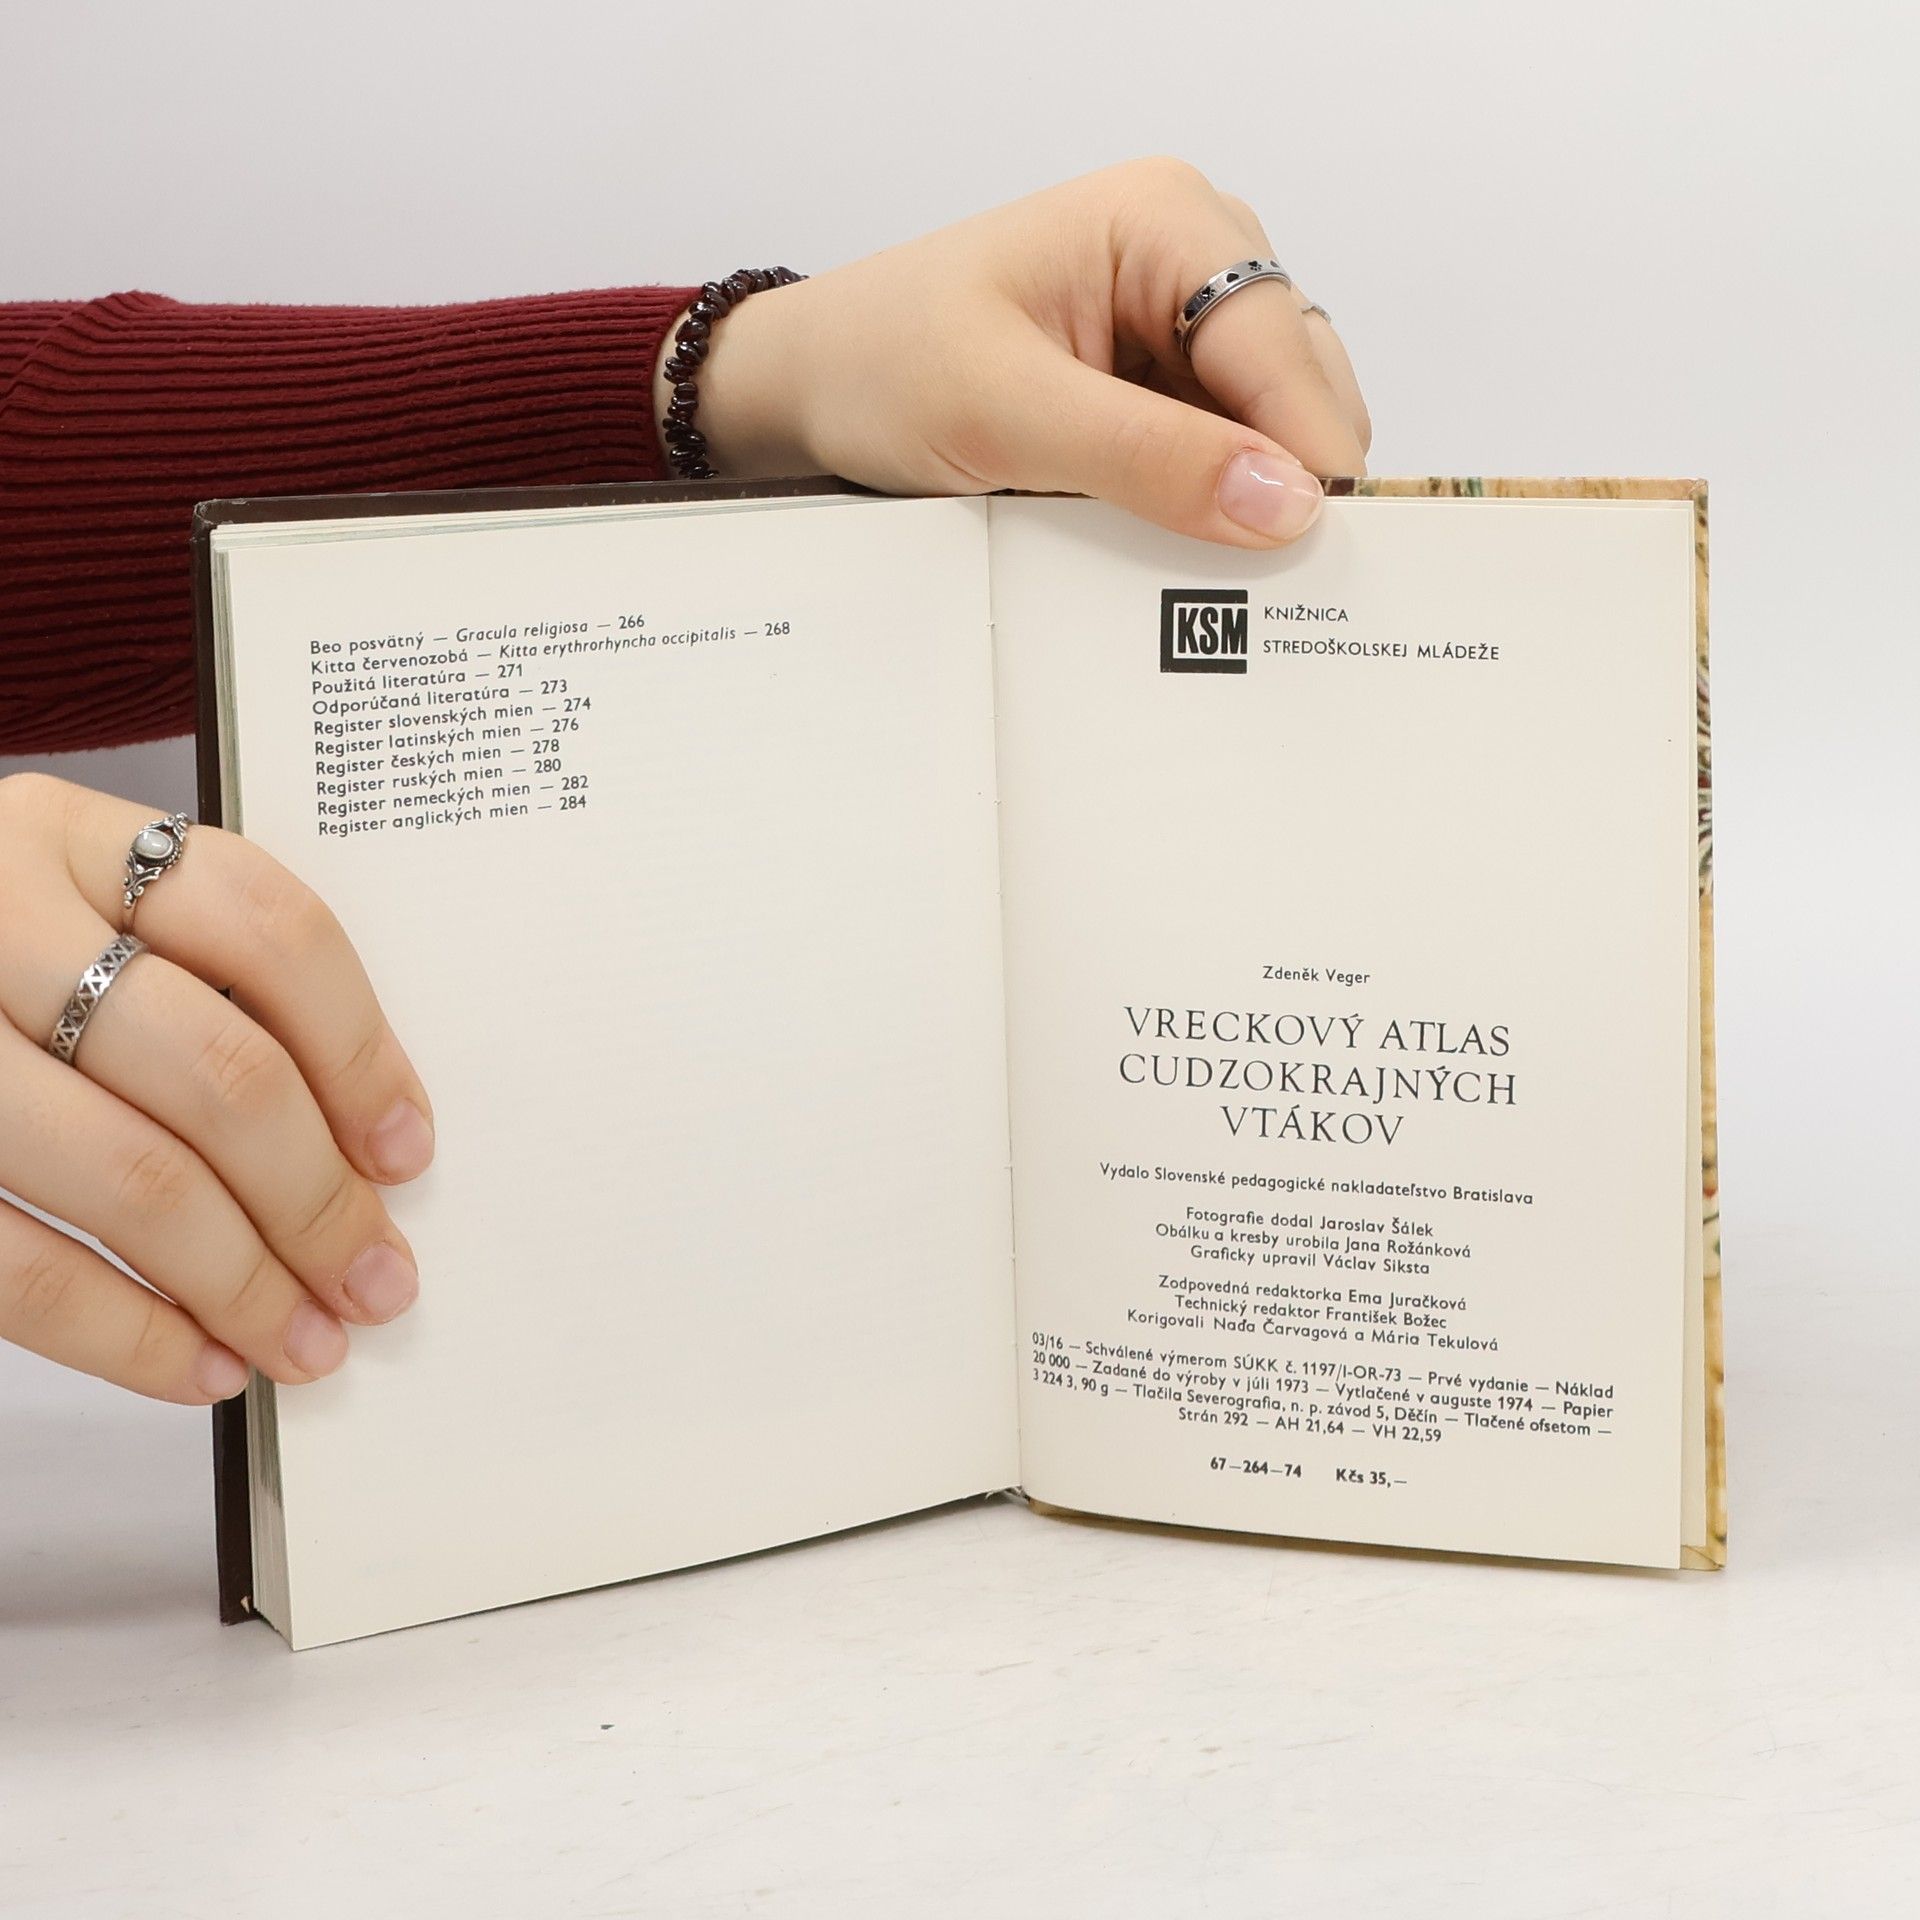 Beo posvätný — Gracula religiosa — 266
Kitta červenozobá — Kitta erythrorhyncha occipitalis — 268
Použitá literatúra — 271
Odporúčaná literatúra — 273
Register slovenských mien — 274
Register latinských mien — 276
Register českých mien — 278
Register ruských mien — 280
Register nemeckých mien — 282
Register anglických mien — 284
KSM
KNIŽNICA
STREDOŠKOLSKEJ MLÁDEŽE
Zdeněk Veger
VRECKOVÝ ATLAS
CUDZOKRAJNÝCH
VTÁKOV
Vydalo Slovenské pedagogické nakladateľstvo Bratislava
Fotografie dodal Jaroslav Šálek
Obálku a kresby urobila Jana Rožánková
Graficky upravil Václav Siksta
Zodpovedná redaktorka Ema Juračková
Technický redaktor František Božec
Korigovali Naďa Čarvagová a Mária Tekulová
03/16 — Schválené výmerom SÚKK č. 1197/I-OR-73 — Prvé vydanie — Náklad
20 000 — Zadané do výroby v júli 1973 — Vytlačené v auguste 1974 — Papier
3 224 3, 90 g — Tlačila Severografia, n. p. závod 5, Děčín — Tlačené ofsetom —
Strán 292 — AH 21,64 — VH 22,59
67—264—74 Kčs 35,—